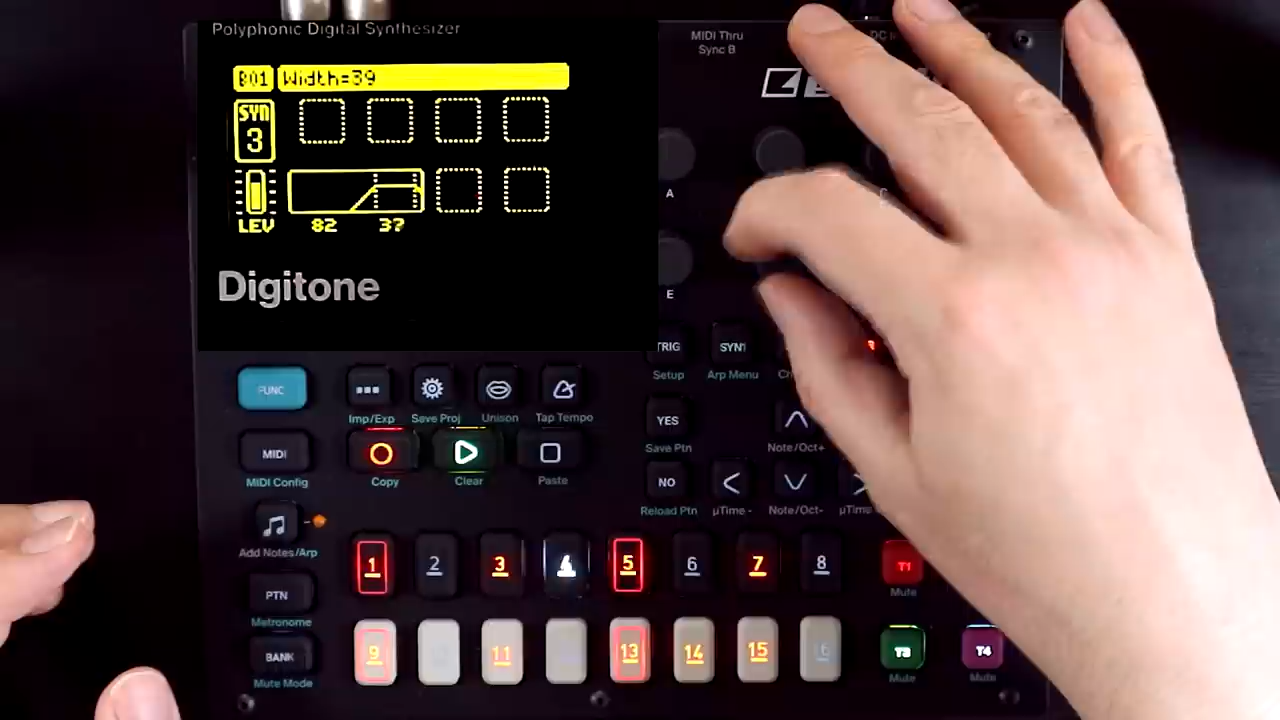 Polyphonic Digital Synthesizer
B01 Width=39
SYN
3
LEV 82 37
Digitone
MIDI Thru
Sync B
A
E
TRIG SYN1
Setup Arp Menu
FUNC
Imp/Exp Save Proj Unison Tap Tempo
YES
Save Ptn Note/Oct+
MIDI
MIDI Config Copy Clear Paste
NO
Reload Ptn µTime - Note/Oct- µTime
Add Notes/Arp
1 2 3 4 5 6 7 8 T1
Mute
PTN
Metronome
BANK 9 11 13 14 15 T3 T4
Mute Mode Mute Mute